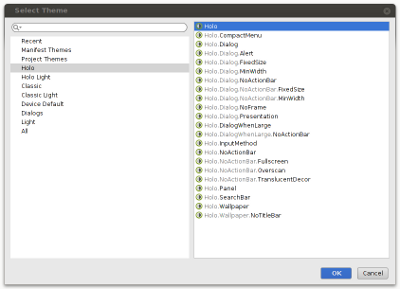 Select Theme
Recent
Manifest Themes
Project Themes
Holo
Holo Light
Classic
Classic Light
Device Default
Dialogs
Light
All
Holo
Holo.CompactMenu
Holo.Dialog
Holo.Dialog.Alert
Holo.Dialog.FixedSize
Holo.Dialog.MinWidth
Holo.Dialog.NoActionBar
Holo.Dialog.NoActionBar.FixedSize
Holo.Dialog.NoActionBar.MinWidth
Holo.Dialog.NoFrame
Holo.Dialog.Presentation
Holo.DialogWhenLarge
Holo.DialogWhenLarge.NoActionBar
Holo.InputMethod
Holo.NoActionBar
Holo.NoActionBar.Fullscreen
Holo.NoActionBar.Overscan
Holo.NoActionBar.TranslucentDecor
Holo.Panel
Holo.SearchBar
Holo.Wallpaper
Holo.Wallpaper.NoTitleBar
OK
Cancel